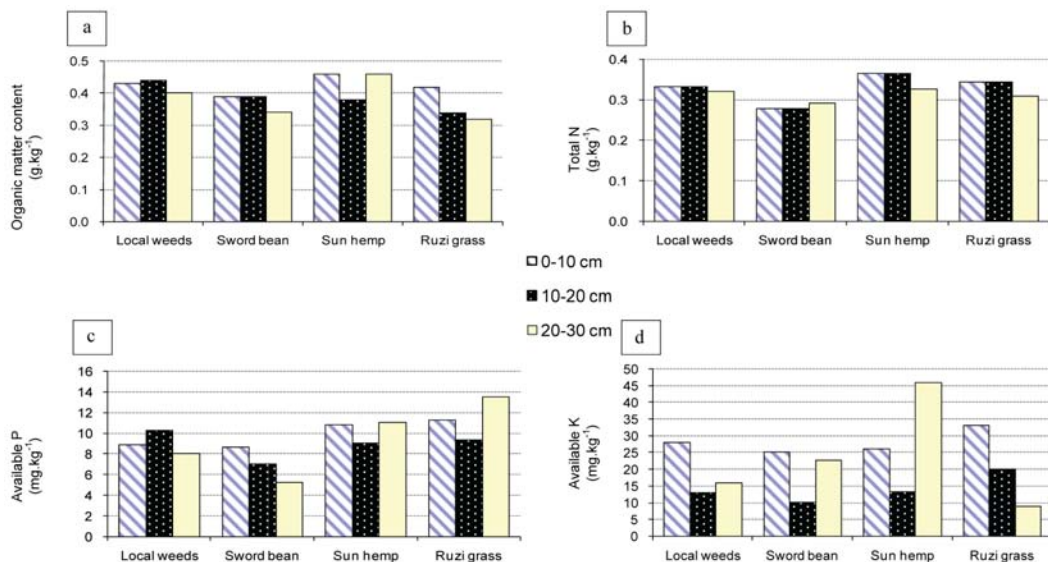 a
Organic matter content
(g.kg-1)
0.5
0.4
0.3
0.2
0.1
0.0
Local weeds Sword bean Sun hemp Ruzi grass
b
Total N
(g.kg-1)
0.4
0.3
0.2
0.1
0.0
Local weeds Sword bean Sun hemp Ruzi grass
0-10 cm
10-20 cm
20-30 cm
c
Available P
(mg.kg-1)
16
14
12
10
8
6
4
2
0
Local weeds Sword bean Sun hemp Ruzi grass
d
Available K
(mg.kg-1)
50
45
40
35
30
25
20
15
10
5
0
Local weeds Sword bean Sun hemp Ruzi grass